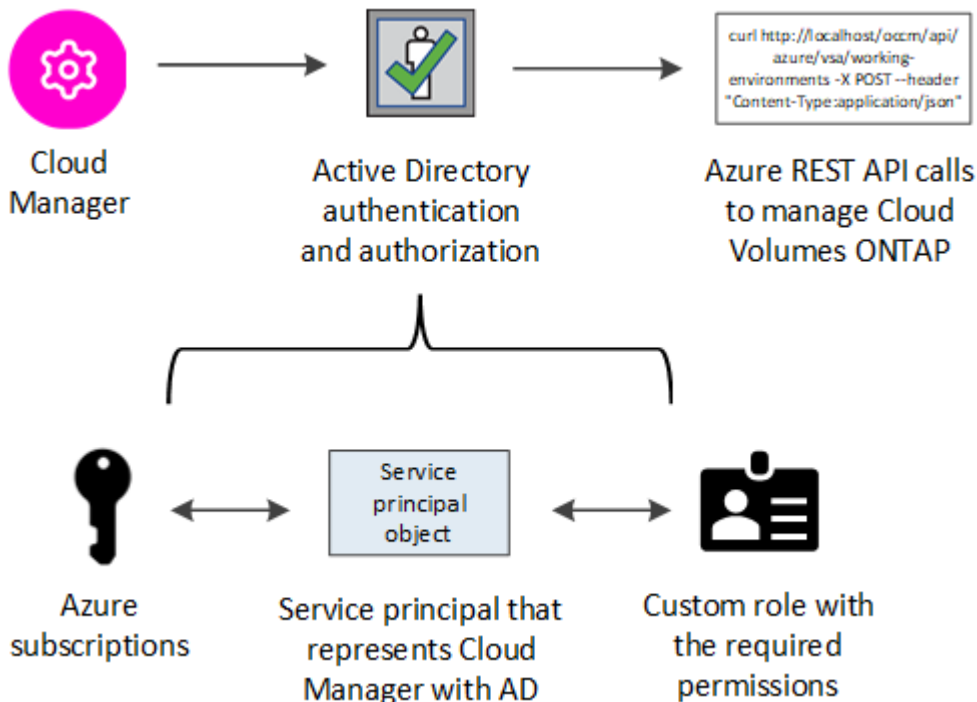 curl http://localhost/occm/api/
azure/vsa/working-
environments -X POST --header
"Content-Type:application/json"
Cloud
Manager
Active Directory
authentication
and authorization
Azure REST API calls
to manage Cloud
Volumes ONTAP
Service
principal
object
Azure
subscriptions
Service principal that
represents Cloud
Manager with AD
Custom role with
the required
permissions